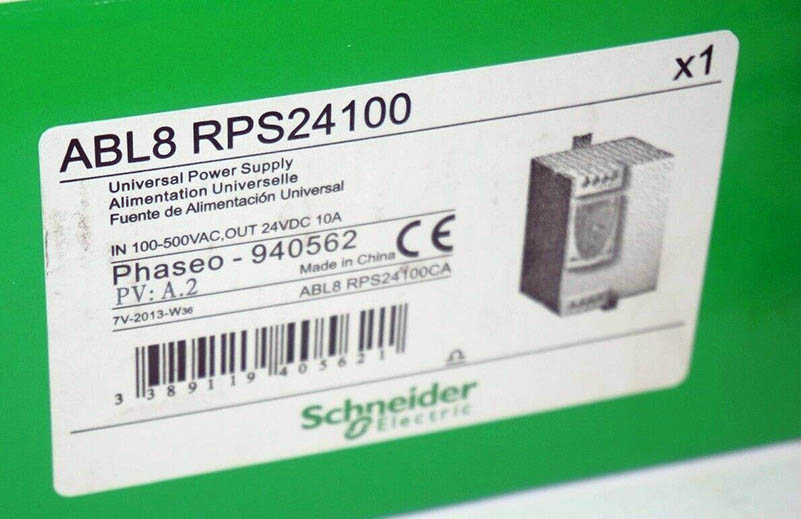 x1
ABL8 RPS24100
Universal Power Supply
Alimentation Universelle
Fuente de Alimentación Universal
IN 100-500VAC,OUT 24VDC 10A
Phaseo - 940562
Made in China
CE
PV: A.2
ABL8 RPS24100CA
7V-2013-W36
3 389119 405621
Schneider
Electric